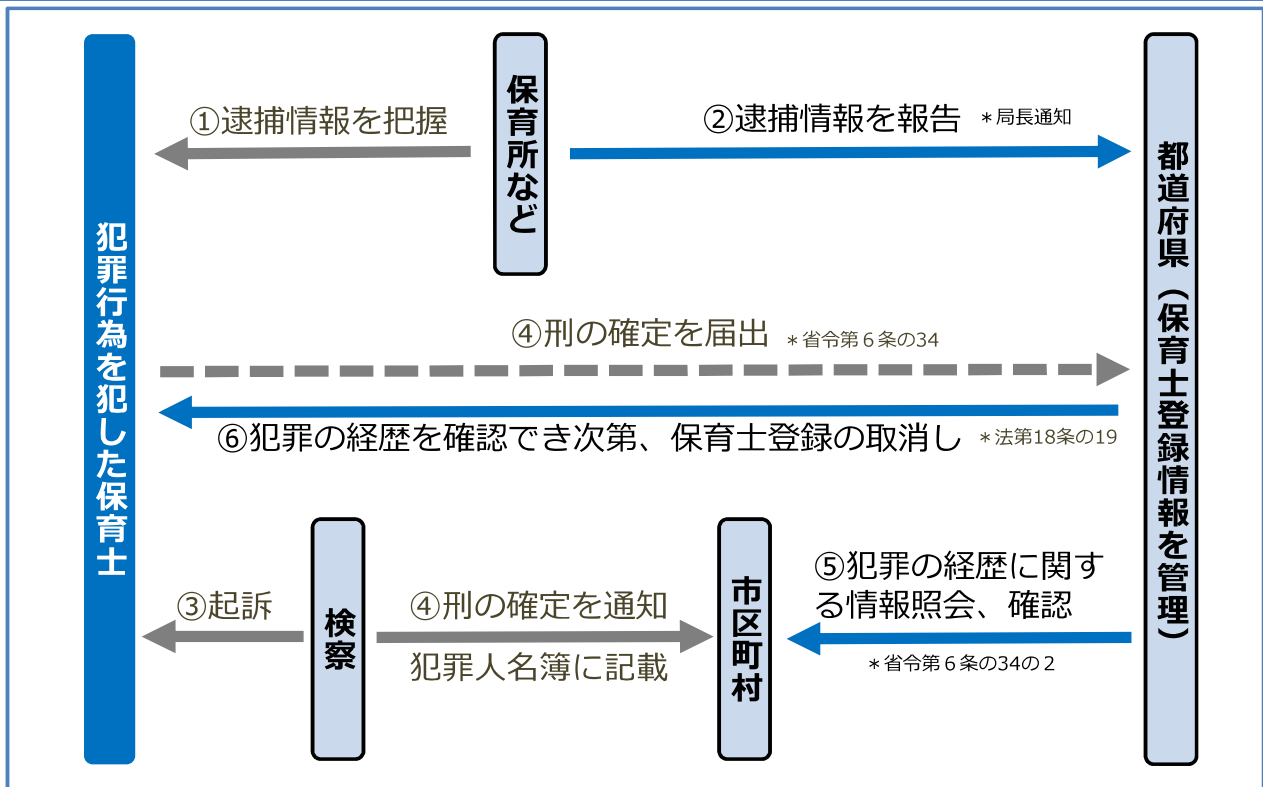 犯罪行為を犯した保育士
①逮捕情報を把握
保育所など
②逮捕情報を報告 *局長通知
都道府県(保育士登録情報を管理)
④刑の確定を届出 *省令第6条の34
⑥犯罪の経歴を確認でき次第、保育士登録の取消し *法第18条の19
③起訴
検察
④刑の確定を通知
犯罪人名簿に記載
市区町村
⑤犯罪の経歴に関す
る情報照会、確認
*省令第6条の34の2